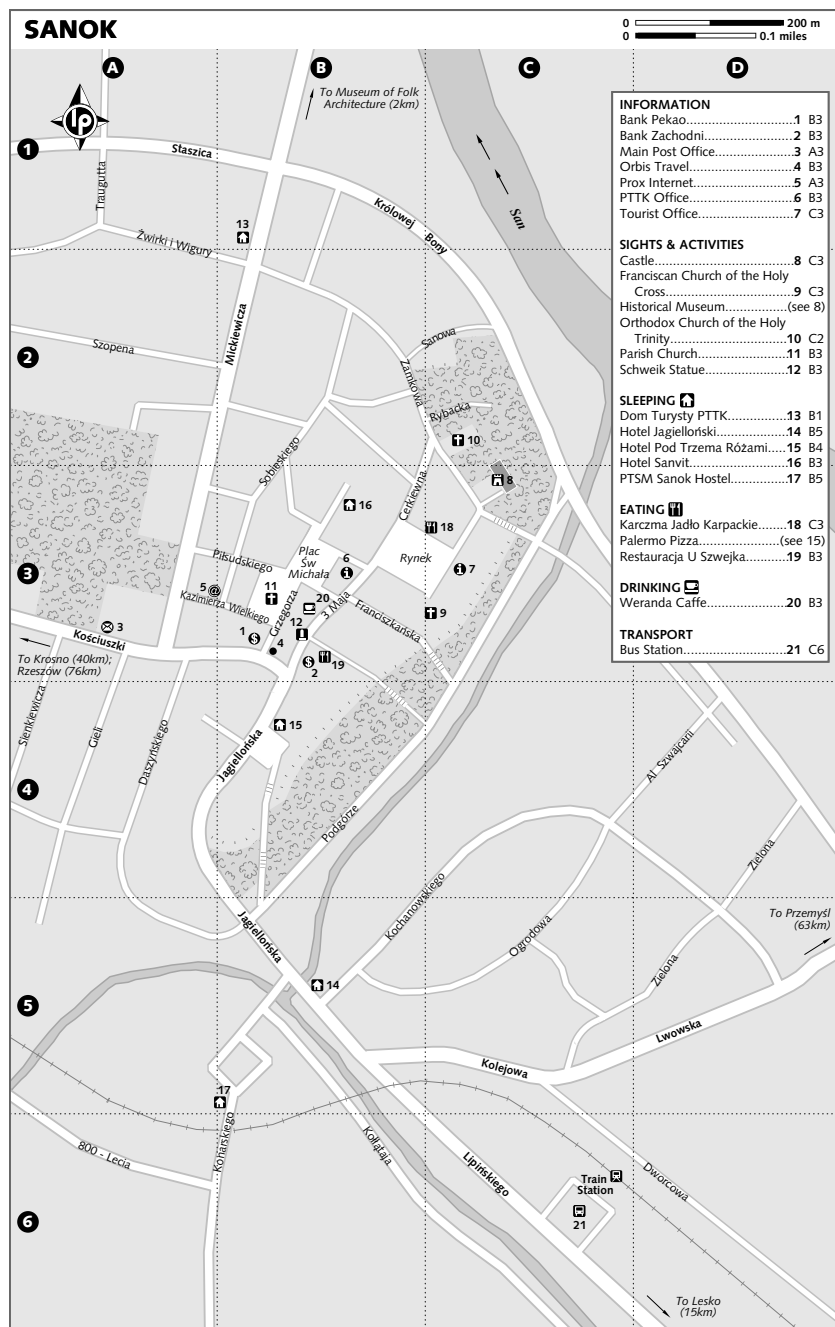 SANOK
0 200 m
0 0.1 miles
A
B
C
D
To Museum of Folk
Architecture (2km)
lp
1
Staszica
Traugutta
Królowej Bony
San
13
Żwirki i Wigury
Mickiewicza
2
Szopena
Sanowa
Zamkowa
Rybacka
10
Sobieskiego
8
16
Cerkiewna
18
3
Piłsudskiego
Plac
Św
Michała
6
Rynek
7
5
@
11
20
Kazimierza Wielkiego
Grzegorza
12
3 Maja
Franciszkańska
9
3
1
4
2
19
Kościuszki
To Krosno (40km);
Rzeszów (76km)
Sienkiewicza
Gieli
Daszyńskiego
15
Jagiellońska
4
Al Szwajcarii
Podgórze
Zielona
Kochanowskiego
Ogrodowa
Jagiellońska
To Przemyśl
(63km)
Zielona
14
5
Lwowska
Kolejowa
17
Konarskiego
Kołłątaja
800 - Lecia
Lipińskiego
Dworcowa
Train
Station
21
6
To Lesko
(15km)
INFORMATION
Bank Pekao 1 B3
Bank Zachodni 2 B3
Main Post Office 3 A3
Orbis Travel 4 B3
Prox Internet 5 A3
PTTK Office 6 B3
Tourist Office 7 C3
SIGHTS & ACTIVITIES
Castle 8 C3
Franciscan Church of the Holy
Cross 9 C3
Historical Museum (see 8)
Orthodox Church of the Holy
Trinity 10 C2
Parish Church 11 B3
Schweik Statue 12 B3
SLEEPING
Dom Turysty PTTK 13 B1
Hotel Jagielloński 14 B5
Hotel Pod Trzema Różami 15 B4
Hotel Sanvit 16 B3
PTSM Sanok Hostel 17 B5
EATING
Karczma Jadło Karpackie 18 C3
Palermo Pizza (see 15)
Restauracja U Szwejka 19 B3
DRINKING
Weranda Caffe 20 B3
TRANSPORT
Bus Station 21 C6